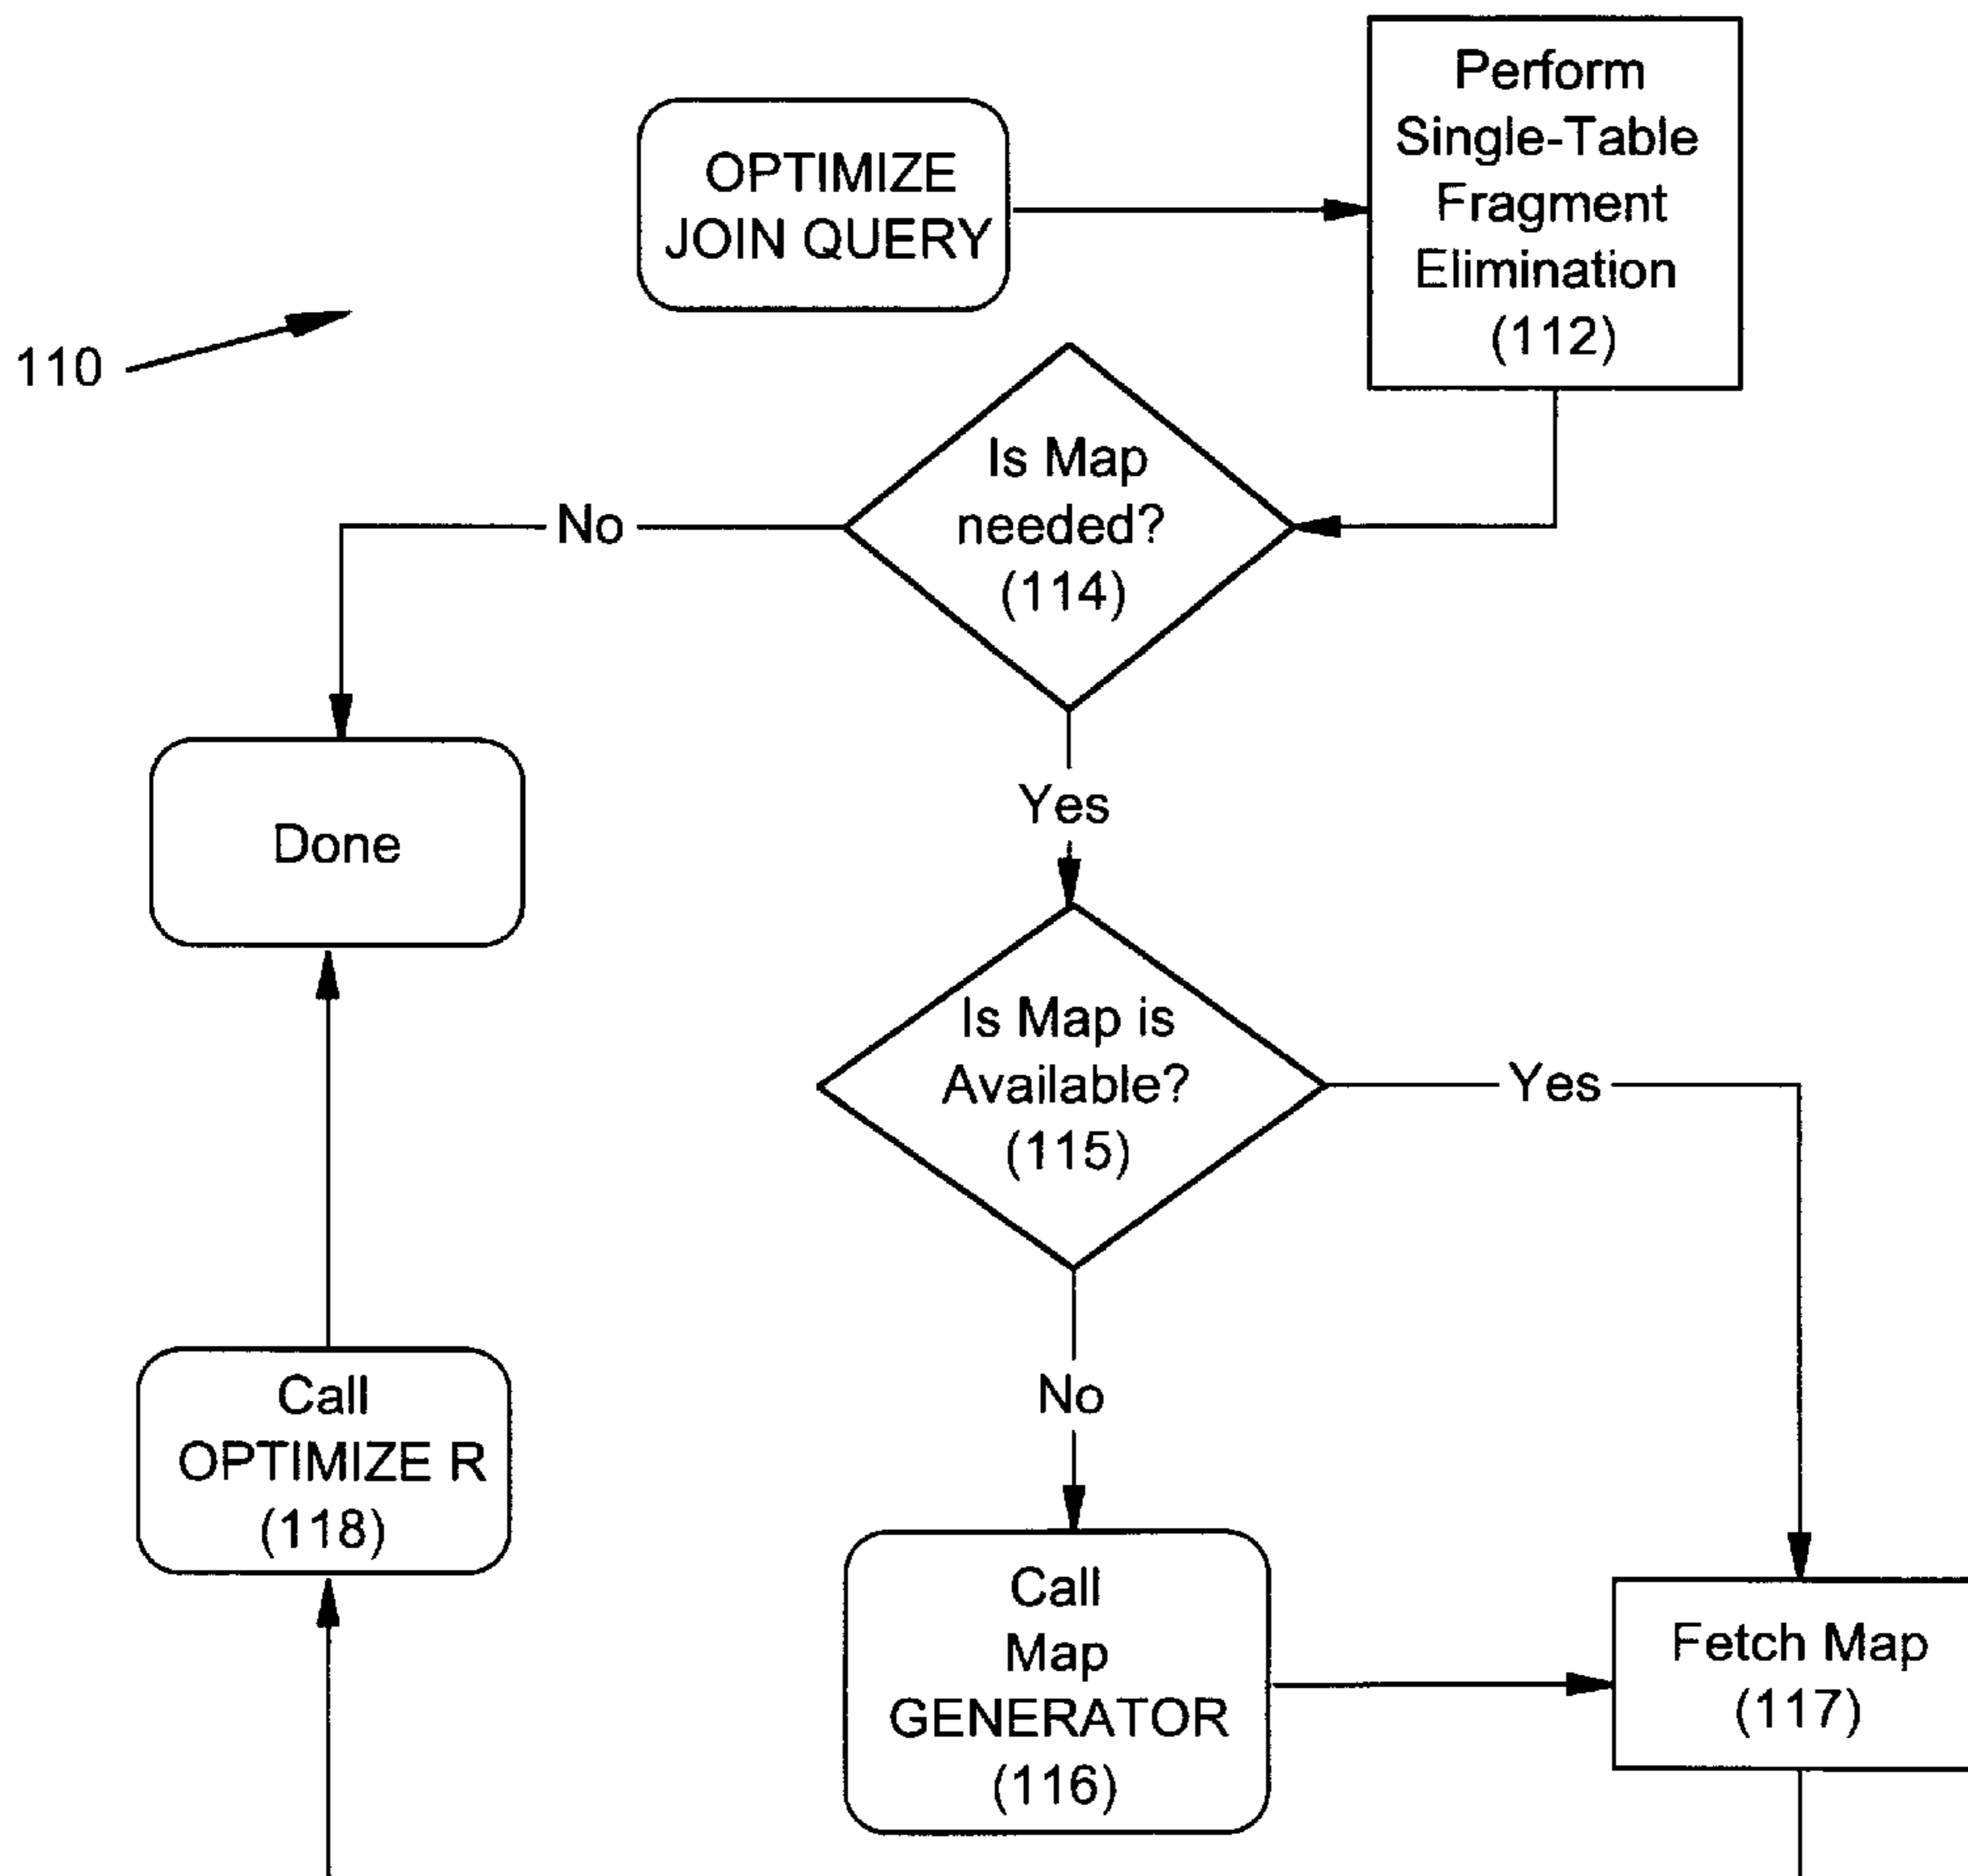 OPTIMIZE
JOIN QUERY
Perform
Single-Table
Fragment
Elimination
(112)
110
Is Map
needed?
(114)
No
Yes
Done
Is Map is
Available?
(115)
Yes
No
Call
OPTIMIZE R
(118)
Call
Map
GENERATOR
(116)
Fetch Map
(117)